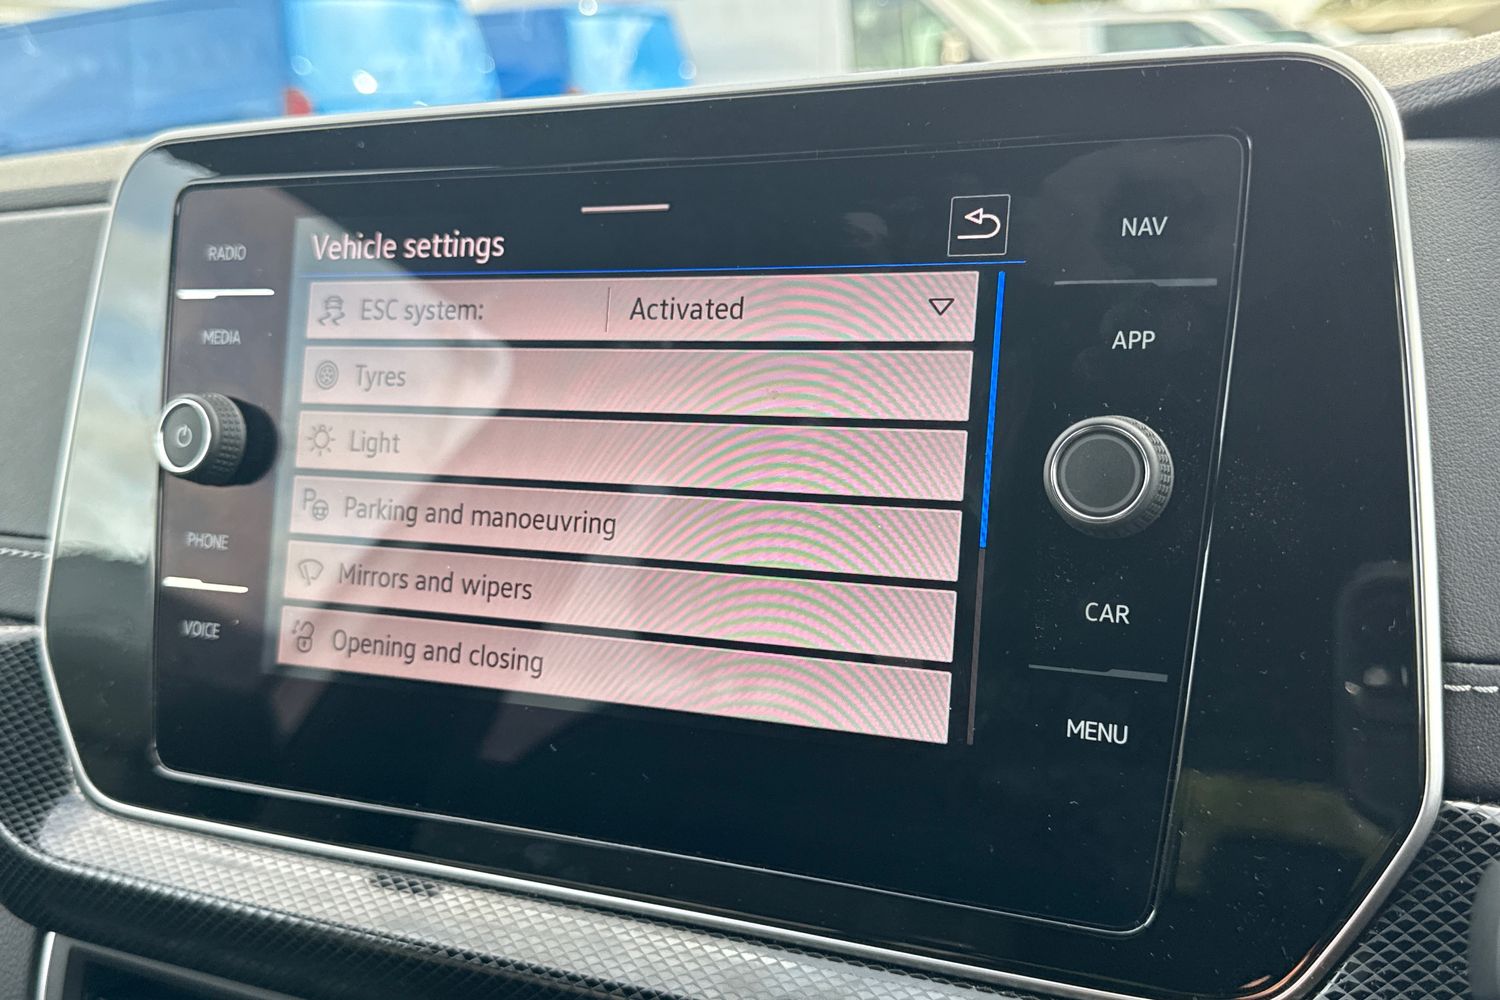 Vehicle settings
ESC system: Activated
Tyres
Light
P Parking and manoeuvring
Mirrors and wipers
Opening and closing
RADIO
MEDIA
PHONE
VOICE
NAV
APP
CAR
MENU